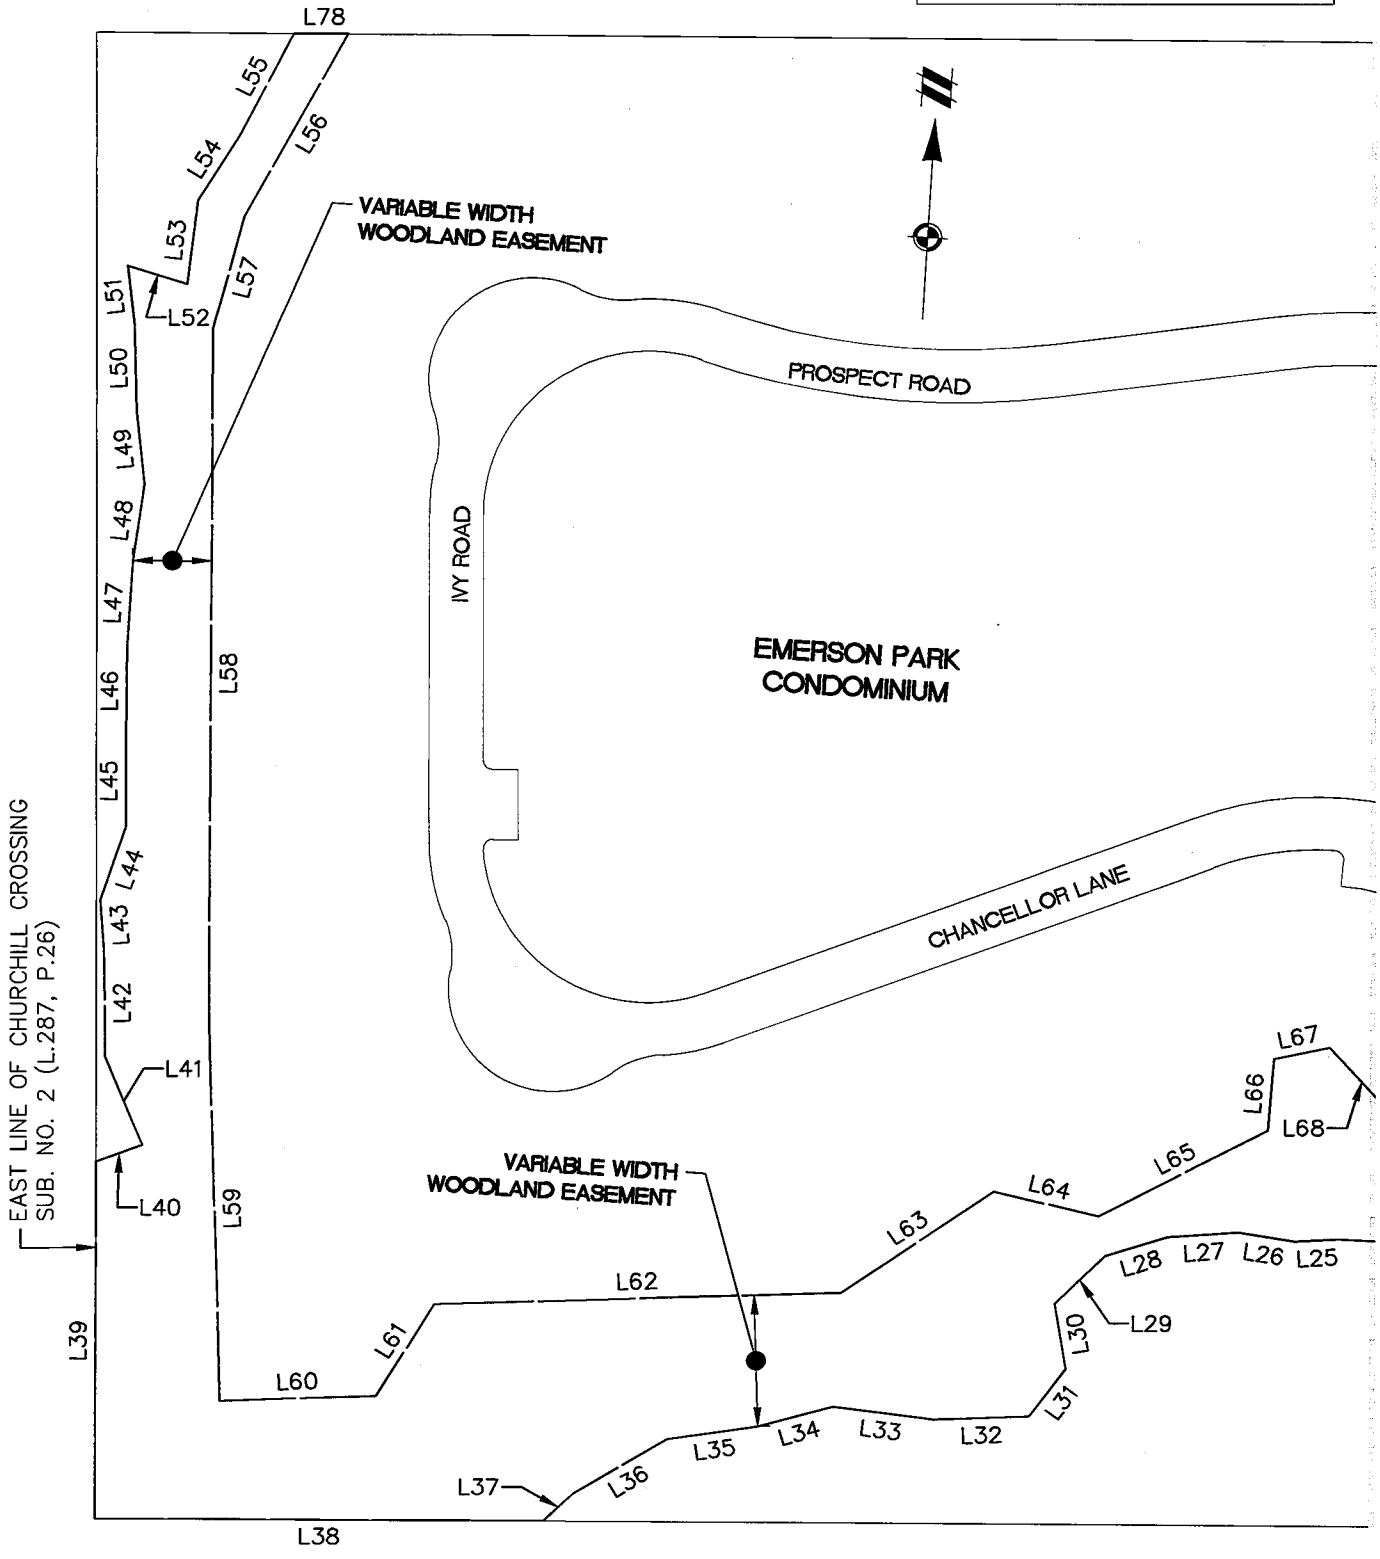 L78
L55
L56
L54
N
VARIABLE WIDTH
WOODLAND EASEMENT
L53
L57
L51
L52
L50
PROSPECT ROAD
L49
L48
IVY ROAD
L47
EMERSON PARK
CONDOMINIUM
L58
L46
L45
L44
CHANCELLOR LANE
L43
L42
EAST LINE OF CHURCHILL CROSSING
SUB. NO. 2 (L.287, P.26)
L41
L67
L66
L68
VARIABLE WIDTH
WOODLAND EASEMENT
L65
L64
L40
L59
L63
L28
L27
L26
L25
L62
L29
L30
L39
L61
L60
L31
L35
L34
L33
L32
L36
L37
L38